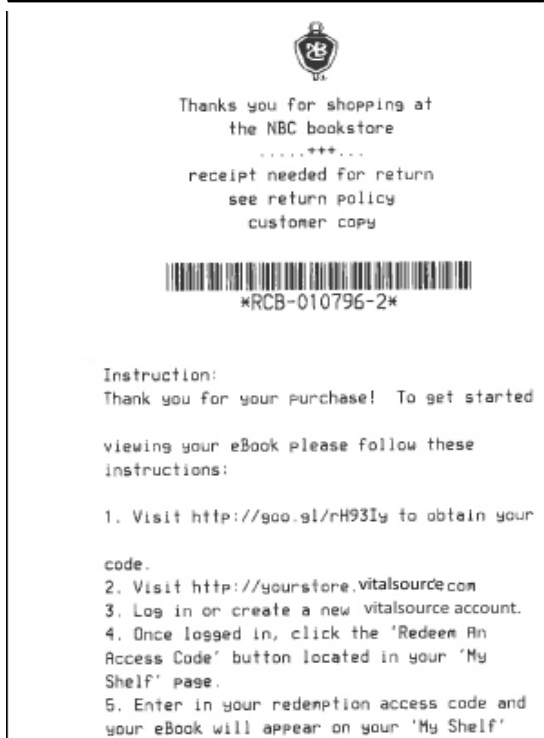 Thanks you for shopping at
the NBC bookstore
.....+++...
receipt needed for return
see return policy
customer copy
*RCB-010796-2*
Instruction:
Thank you for your purchase! To get started
viewing your eBook please follow these
instructions:
1. Visit http://goo.gl/rH93Iy to obtain your
code.
2. Visit http://yourstore.vitalsource.com
3. Log in or create a new vitalsource account.
4. Once logged in, click the 'Redeem An
Access Code' button located in your 'My
Shelf' page.
5. Enter in your redemption access code and
your eBook will appear on your 'My Shelf'